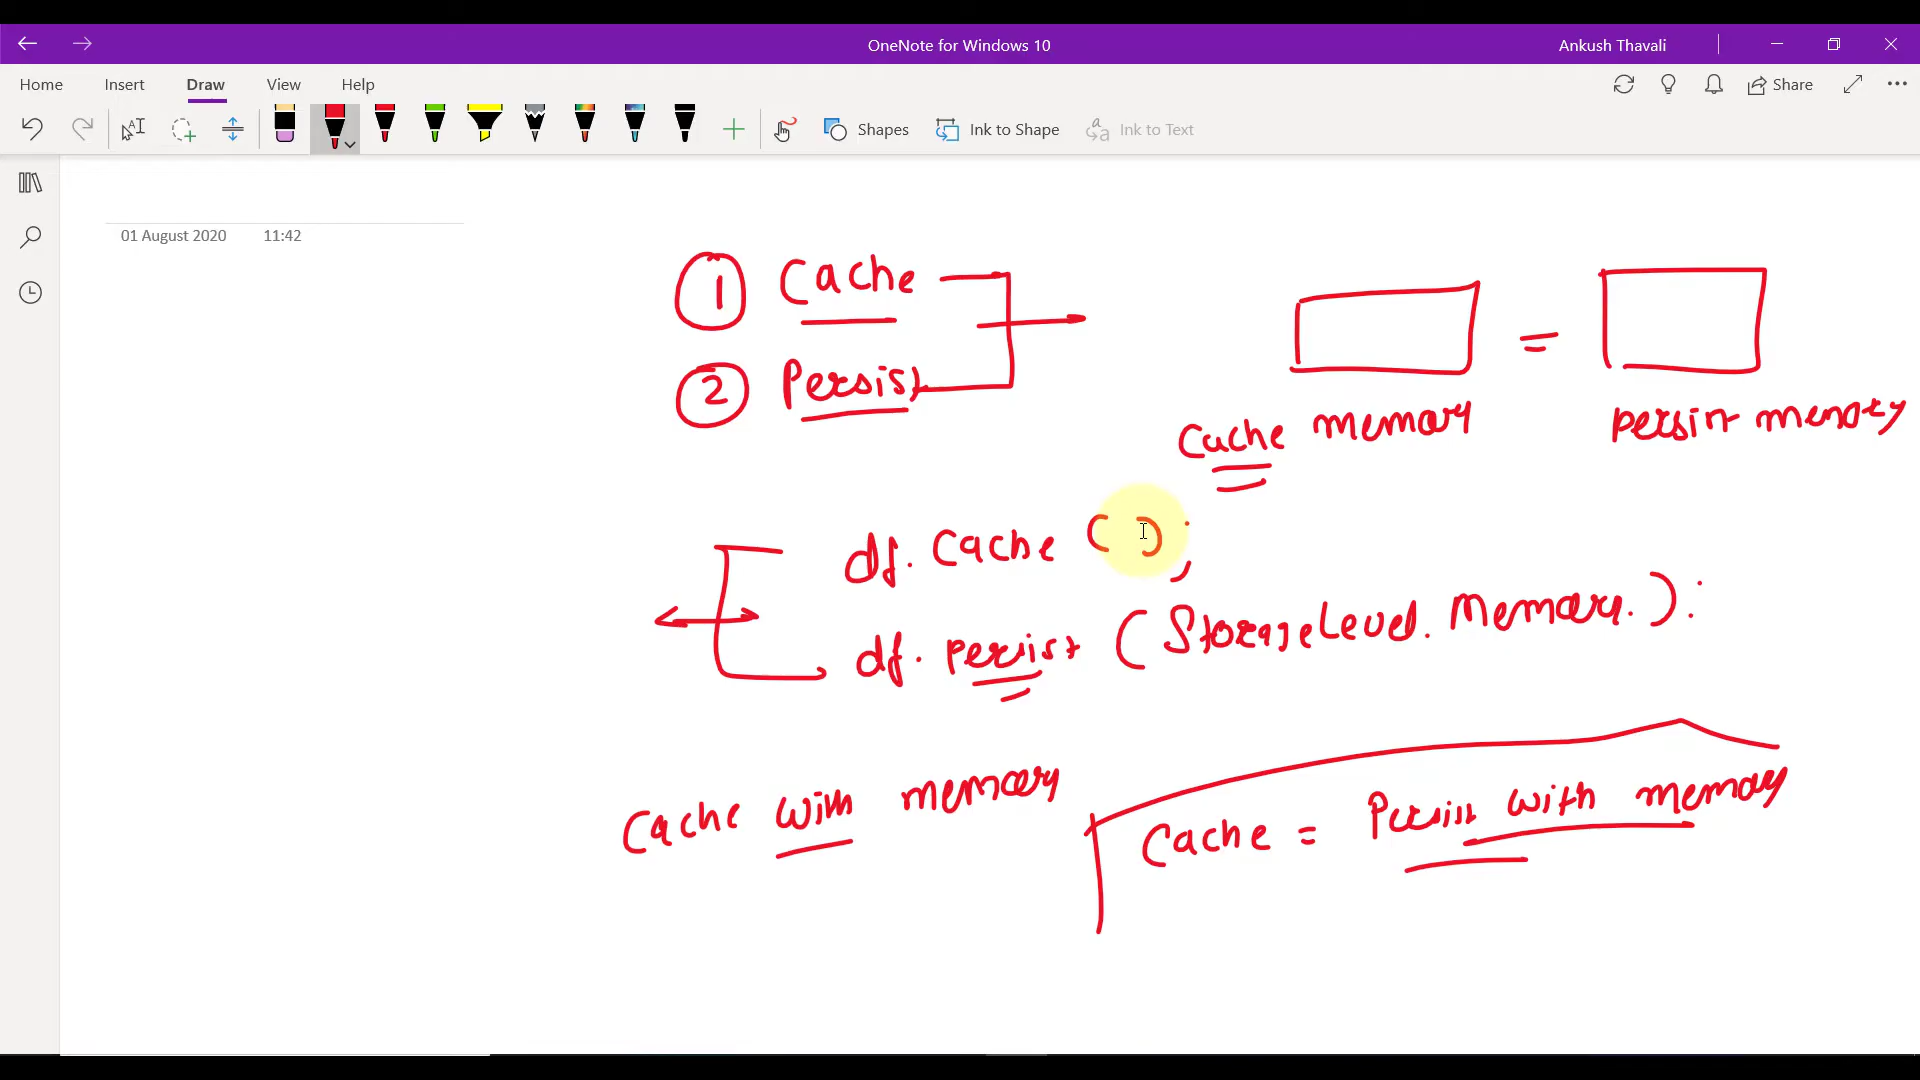 OneNote for Windows 10
Ankush Thavali
Home Insert Draw View Help
Share
Shapes Ink to Shape Ink to Text
01 August 2020 11:42
1 Cache
2 Persist
Cache memory
persist memory
df. Cache ( );
df. persist (StorageLevel. Memory. ):
Cache with memory
Cache = Persist with memory